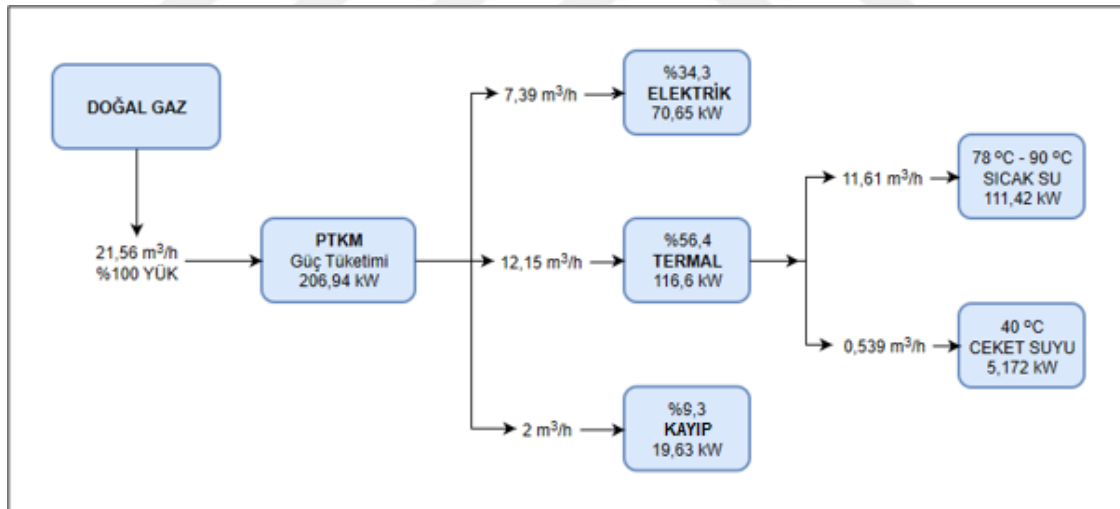 DOĞAL GAZ
21,56 m³/h
%100 YÜK
PTKM
Güç Tüketimi
206,94 kW
7,39 m³/h
%34,3
ELEKTRİK
70,65 kW
12,15 m³/h
%56,4
TERMAL
116,6 kW
2 m³/h
%9,3
KAYIP
19,63 kW
11,61 m³/h
78 ºC - 90 ºC
SICAK SU
111,42 kW
0,539 m³/h
40 ºC
CEKET SUYU
5,172 kW